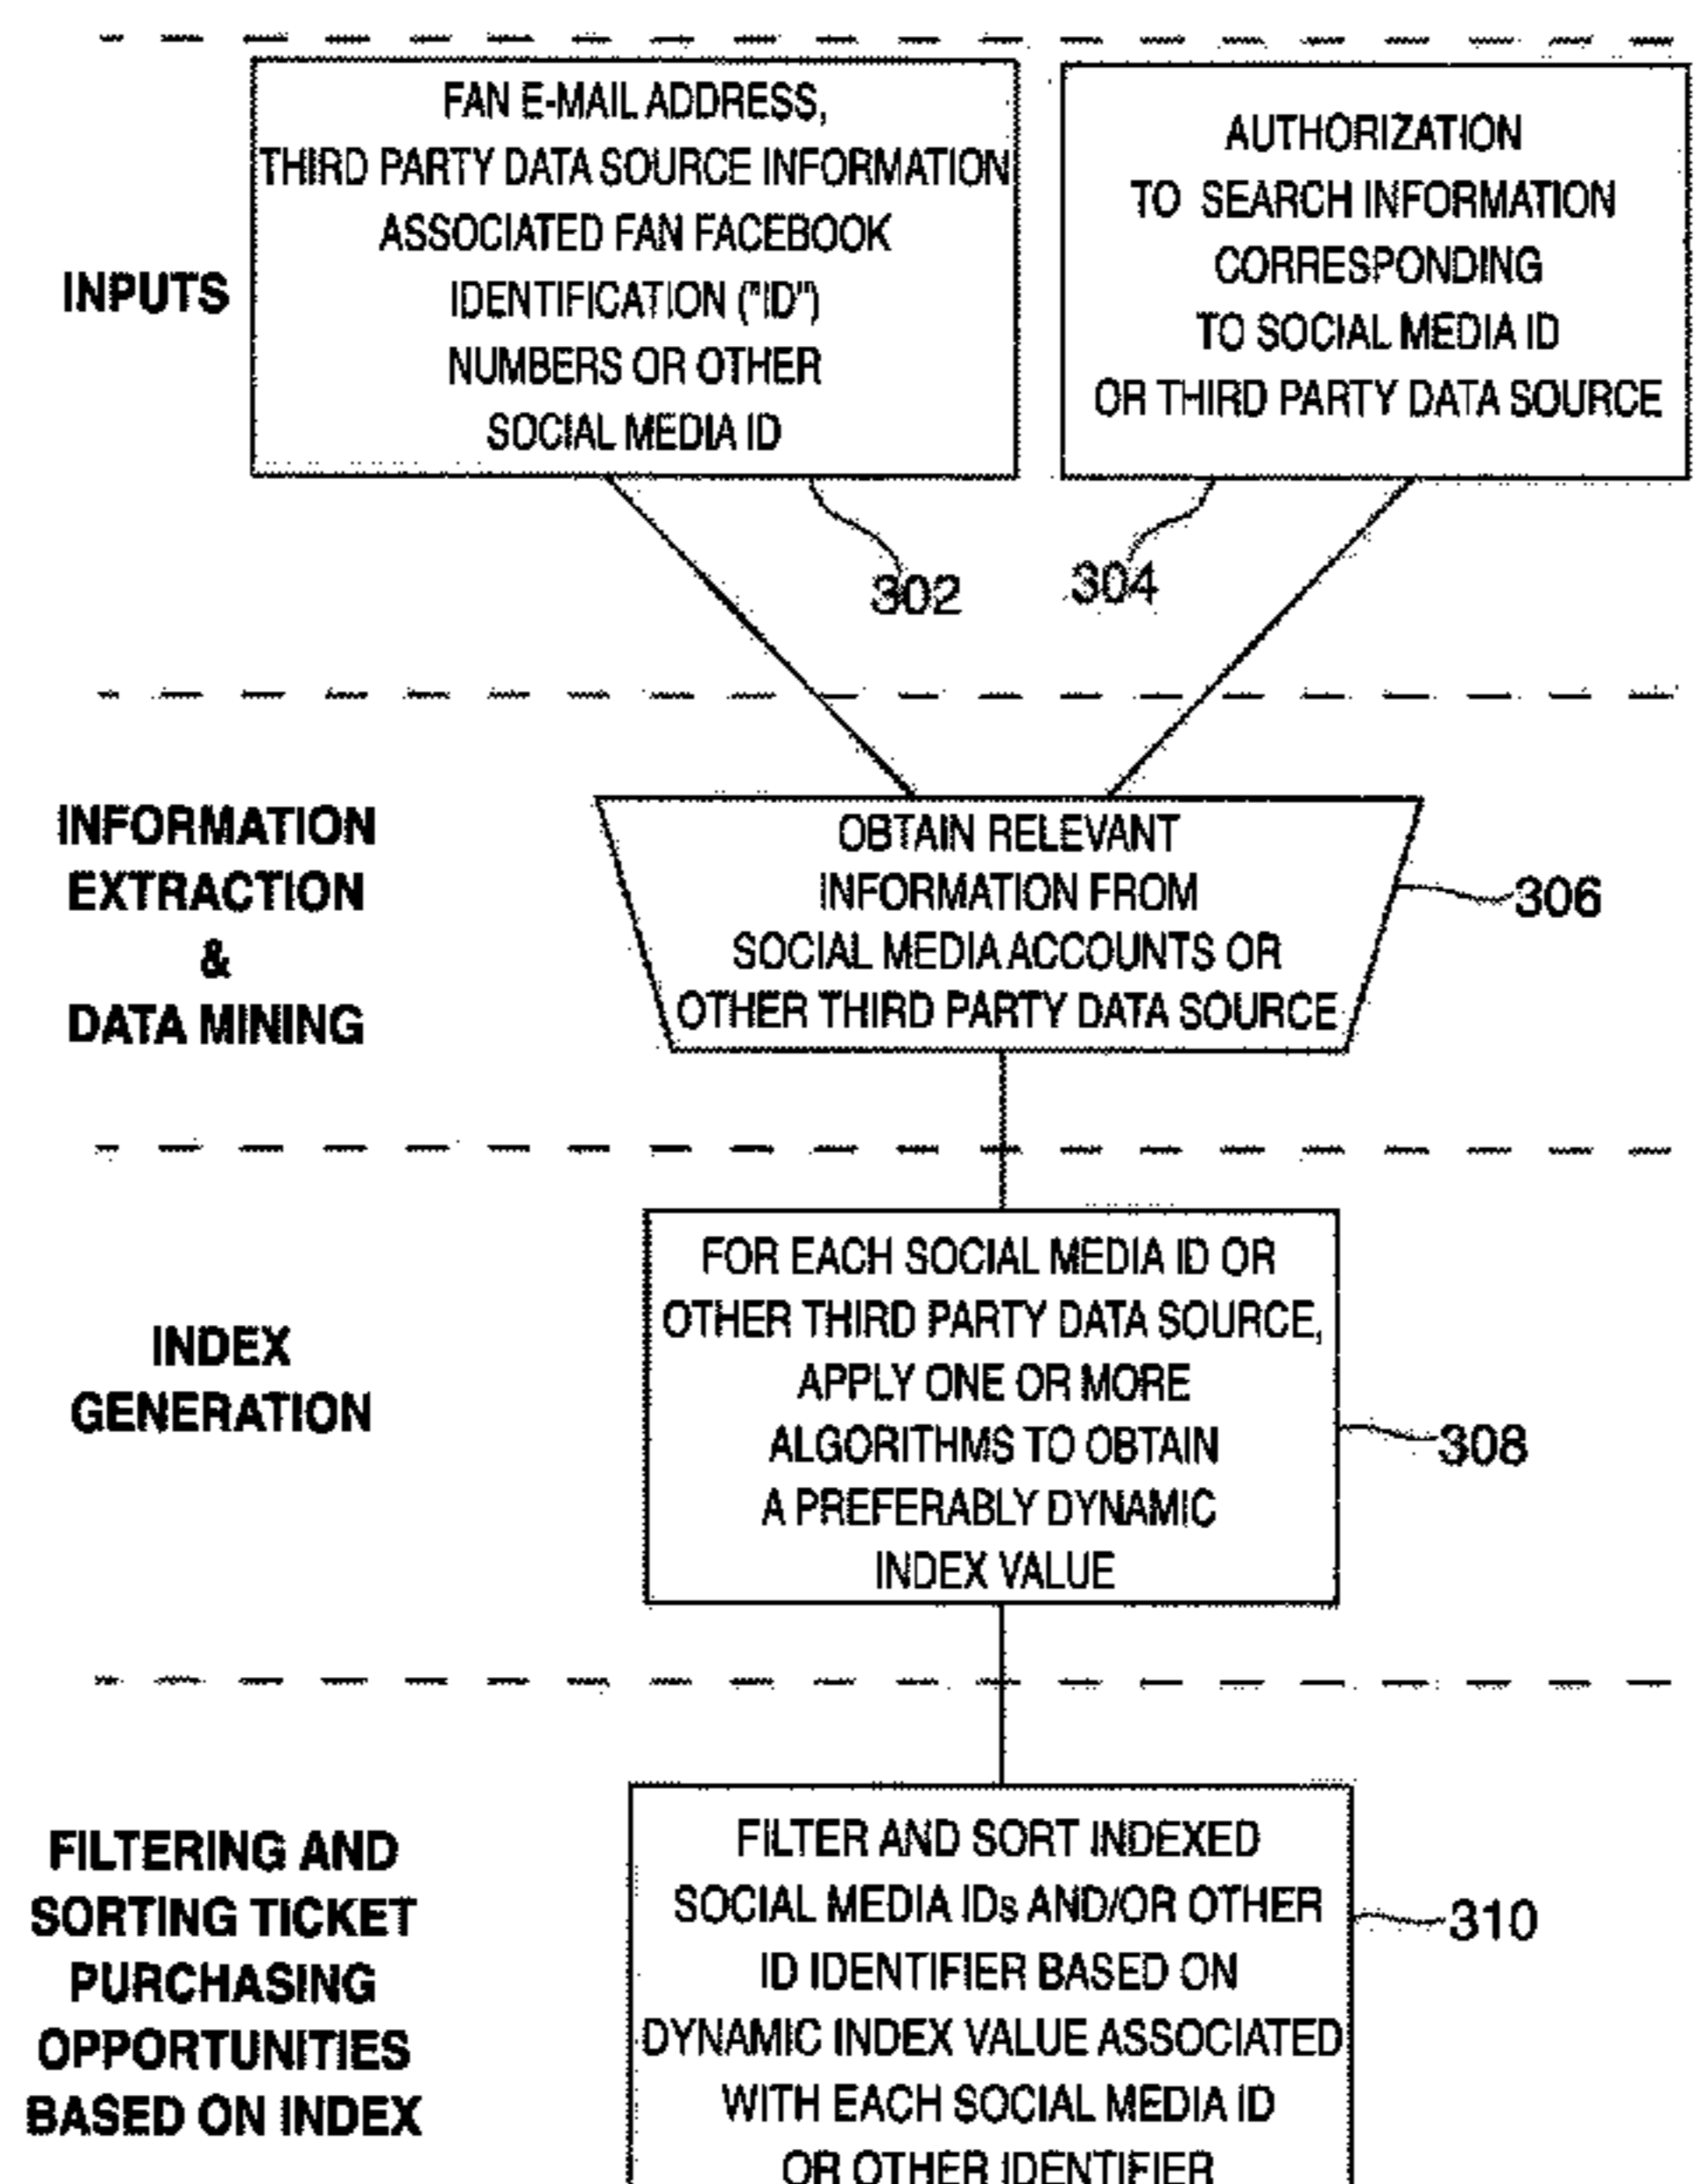 FAN E-MAIL ADDRESS,
THIRD PARTY DATA SOURCE INFORMATION
ASSOCIATED FAN FACEBOOK
IDENTIFICATION ("ID")
NUMBERS OR OTHER
SOCIAL MEDIA ID
AUTHORIZATION
TO SEARCH INFORMATION
CORRESPONDING
TO SOCIAL MEDIA ID
OR THIRD PARTY DATA SOURCE
INPUTS
302
304
INFORMATION
EXTRACTION
&
DATA MINING
OBTAIN RELEVANT
INFORMATION FROM
SOCIAL MEDIA ACCOUNTS OR
OTHER THIRD PARTY DATA SOURCE
306
INDEX
GENERATION
FOR EACH SOCIAL MEDIA ID OR
OTHER THIRD PARTY DATA SOURCE,
APPLY ONE OR MORE
ALGORITHMS TO OBTAIN
A PREFERABLY DYNAMIC
INDEX VALUE
308
FILTERING AND
SORTING TICKET
PURCHASING
OPPORTUNITIES
BASED ON INDEX
FILTER AND SORT INDEXED
SOCIAL MEDIA IDs AND/OR OTHER
ID IDENTIFIER BASED ON
DYNAMIC INDEX VALUE ASSOCIATED
WITH EACH SOCIAL MEDIA ID
OR OTHER IDENTIFIER
310